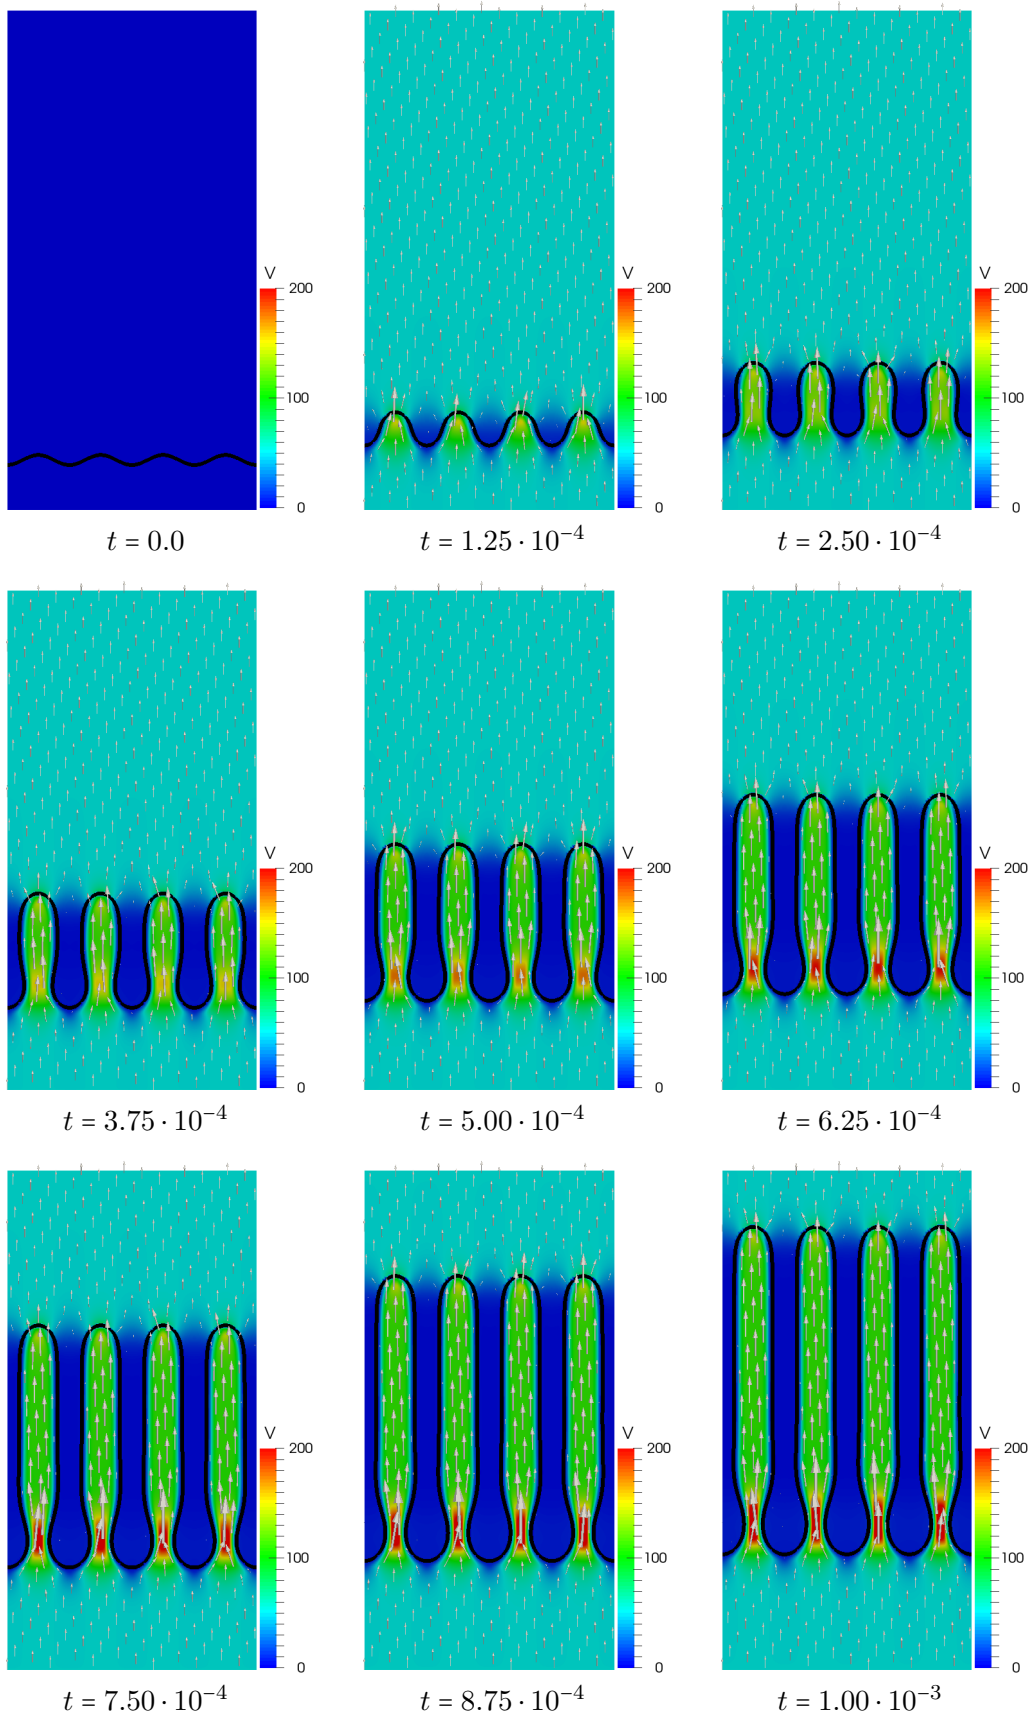 V
200
100
0
V
200
100
0
V
200
100
0
t = 0.0
t = 1.25 · 10⁻⁴
t = 2.50 · 10⁻⁴
V
200
100
0
V
200
100
0
V
200
100
0
t = 3.75 · 10⁻⁴
t = 5.00 · 10⁻⁴
t = 6.25 · 10⁻⁴
V
200
100
0
V
200
100
0
V
200
100
0
t = 7.50 · 10⁻⁴
t = 8.75 · 10⁻⁴
t = 1.00 · 10⁻³